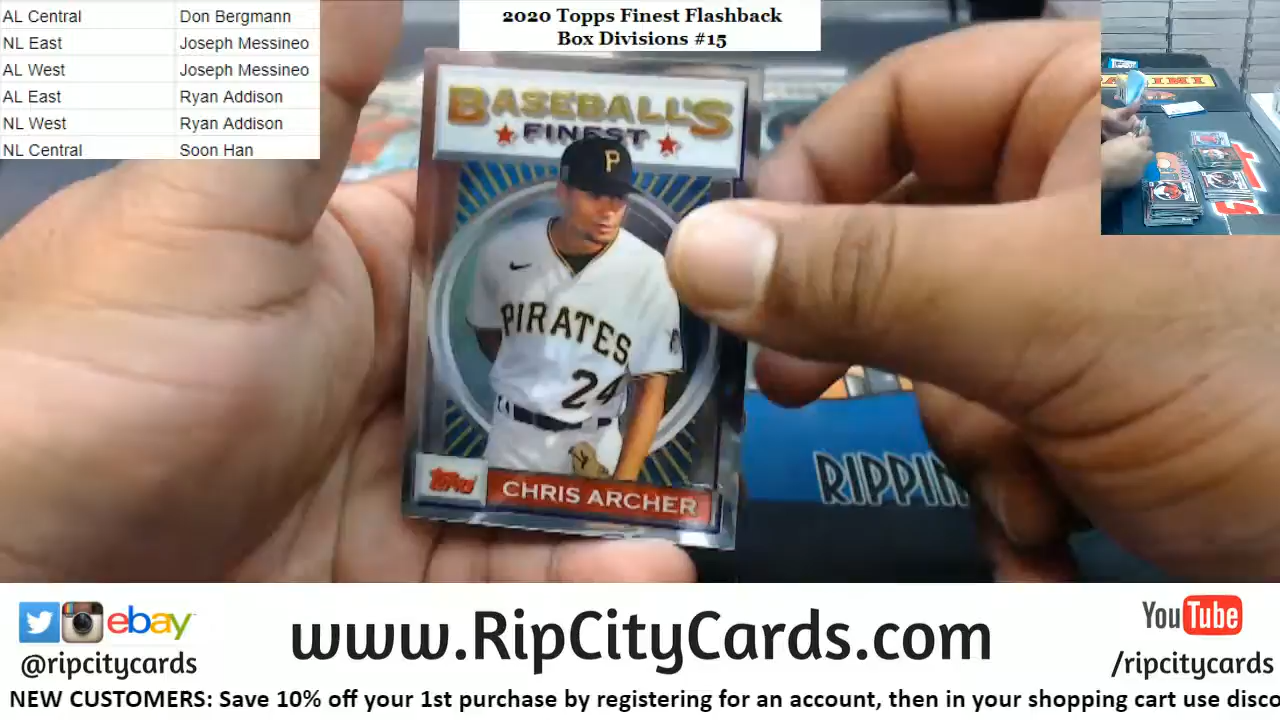 AL Central Don Bergmann
NL East Joseph Messineo
AL West Joseph Messineo
AL East Ryan Addison
NL West Ryan Addison
NL Central Soon Han
2020 Topps Finest Flashback
Box Divisions #15
BASEBALL'S
FINEST
P
PIRATES
24
Topps
CHRIS ARCHER
RIPPIN
ebay
@ripcitycards
www.RipCityCards.com
YouTube
/ripcitycards
NEW CUSTOMERS: Save 10% off your 1st purchase by registering for an account, then in your shopping cart use disco